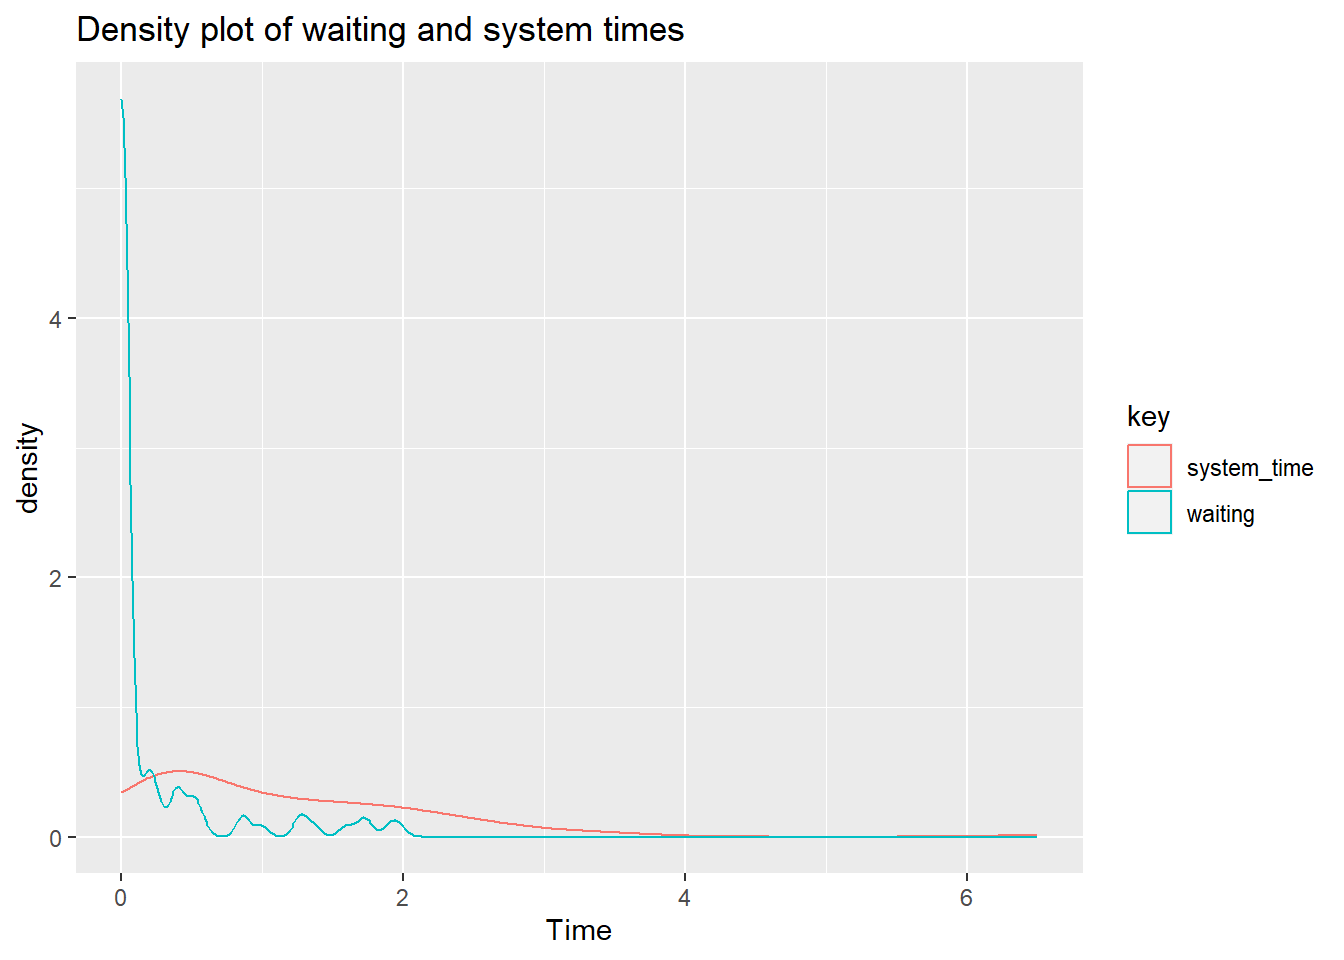 Density plot of waiting and system times
density
4
2
0
0 2 4 6
Time
key
system_time
waiting